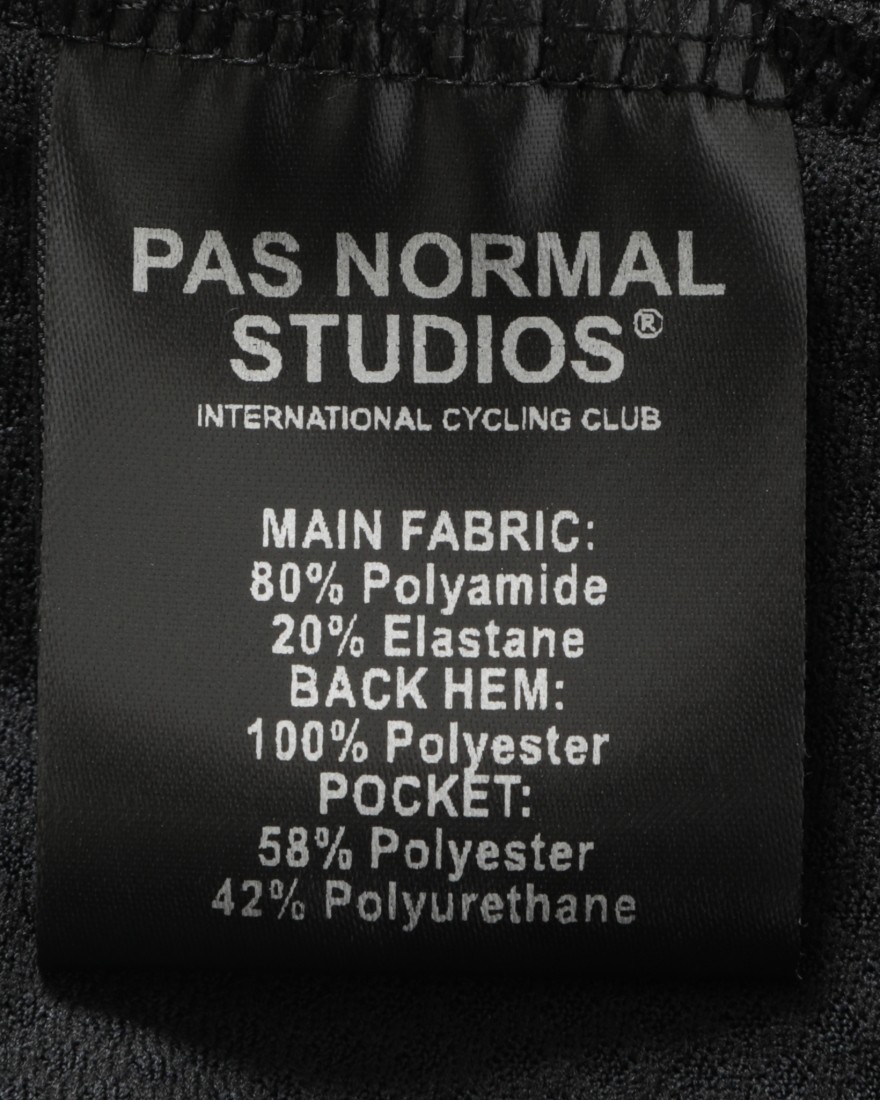 PAS NORMAL
STUDIOS®
INTERNATIONAL CYCLING CLUB
MAIN FABRIC:
80% Polyamide
20% Elastane
BACK HEM:
100% Polyester
POCKET:
58% Polyester
42% Polyurethane